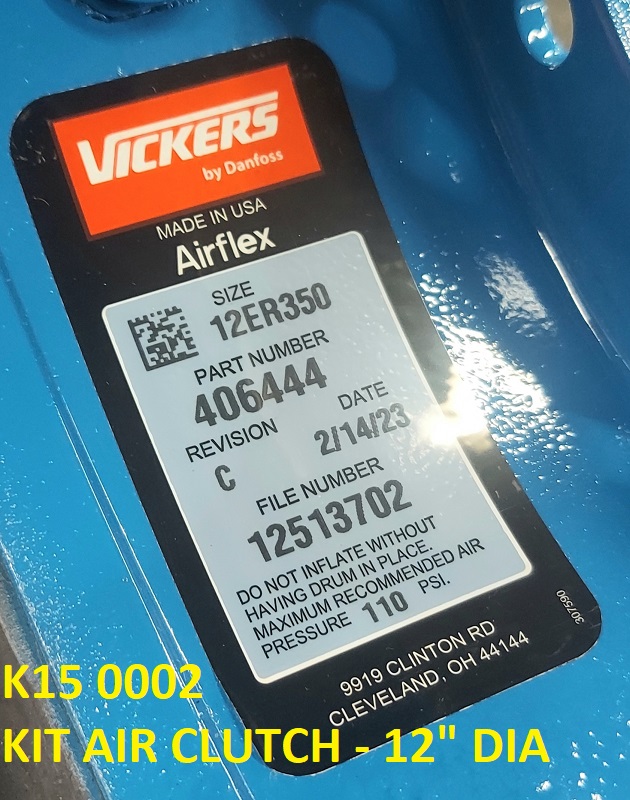 VICKERS
by Danfoss
MADE IN USA
Airflex
SIZE
12ER350
PART NUMBER
406444
REVISION DATE
C 2/14/23
FILE NUMBER
12513702
DO NOT INFLATE WITHOUT
HAVING DRUM IN PLACE.
MAXIMUM RECOMMENDED AIR
PRESSURE 110 PSI.
307590
9919 CLINTON RD
CLEVELAND, OH 44144
K15 0002
KIT AIR CLUTCH - 12" DIA